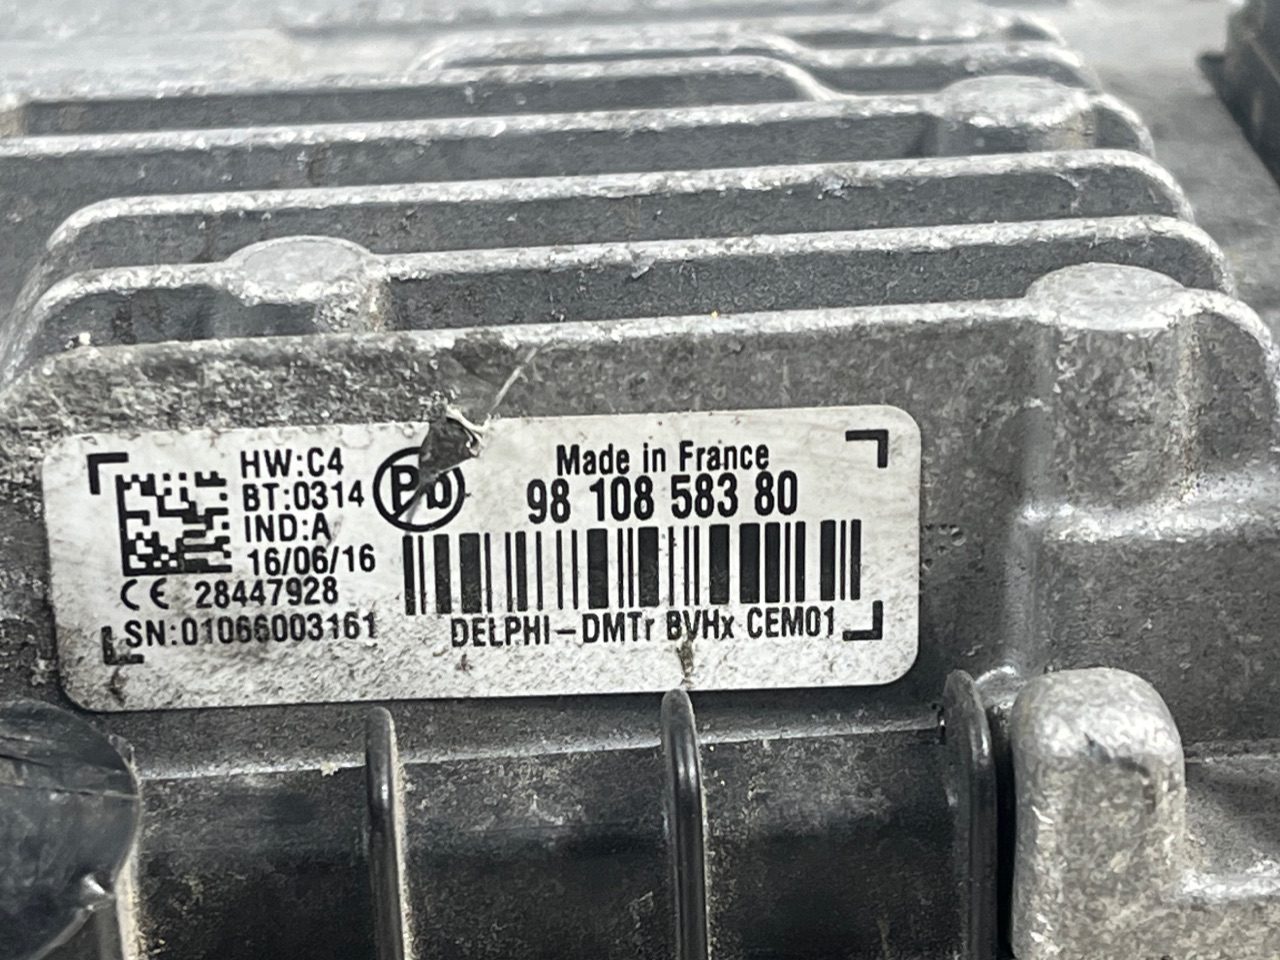 HW:C4
BT:0314
IND:A
16/06/16
CE 28447928
SN:01066003161
Made in France
98 108 583 80
DELPHI-DMTr BVHx CEM01